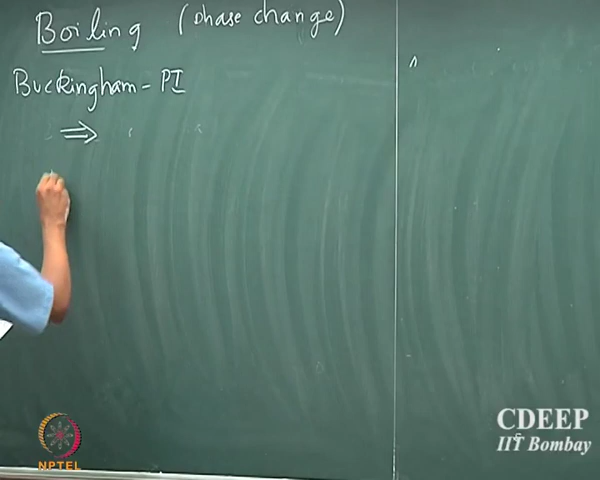 Boiling (Phase change)
Buckingham - PI
⇒
CDEEP
IIT Bombay
NPTEL